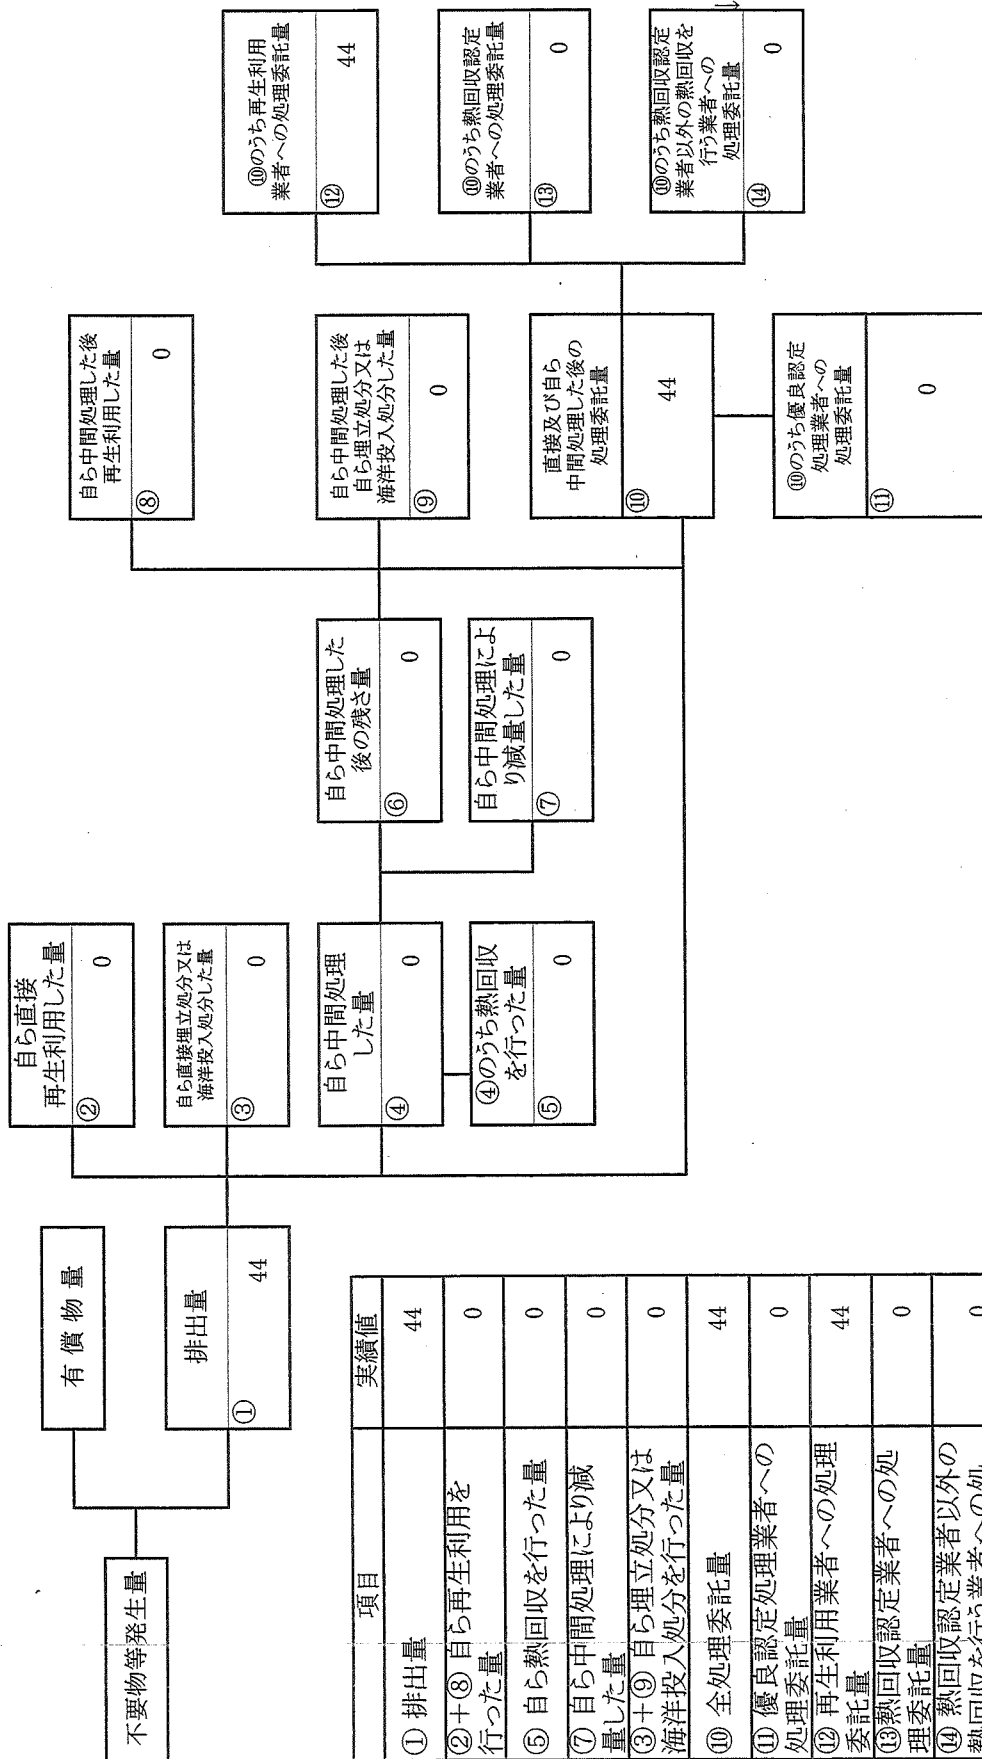 不要物等発生量
有償物量
排出量
①
44
自ら直接
再生利用した量
②
0
自ら直接埋立処分又は
海洋投入処分した量
③
0
自ら中間処理
した量
④
0
④のうち熱回収
を行った量
⑤
0
自ら中間処理した
後の残さ量
⑥
0
自ら中間処理によ
り減量した量
⑦
0
自ら中間処理した後
再生利用した量
⑧
0
自ら中間処理した後
自ら埋立処分又は
海洋投入処分した量
⑨
0
直接及び自ら
中間処理した後の
処理委託量
⑩
44
⑩のうち優良認定
処理業者への
処理委託量
⑪
0
⑩のうち再生利用
業者への処理委託量
⑫
44
⑩のうち熱回収認定
業者への処理委託量
⑬
0
⑩のうち熱回収認定
業者以外の熱回収を
行う業者への
処理委託量
⑭
0
項目 実績値
① 排出量 44
②+⑧ 自ら再生利用を
行った量 0
⑤ 自ら熱回収を行った量 0
⑦ 自ら中間処理により減
量した量 0
③+⑨ 自ら埋立処分又は
海洋投入処分を行った量 0
⑩ 全処理委託量 44
⑪ 優良認定処理業者への
処理委託量 0
⑫ 再生利用業者への処理
委託量 44
⑬熱回収認定業者への処
理委託量 0
⑭ 熱回収認定業者以外の
熱回収を行う業者への処 0